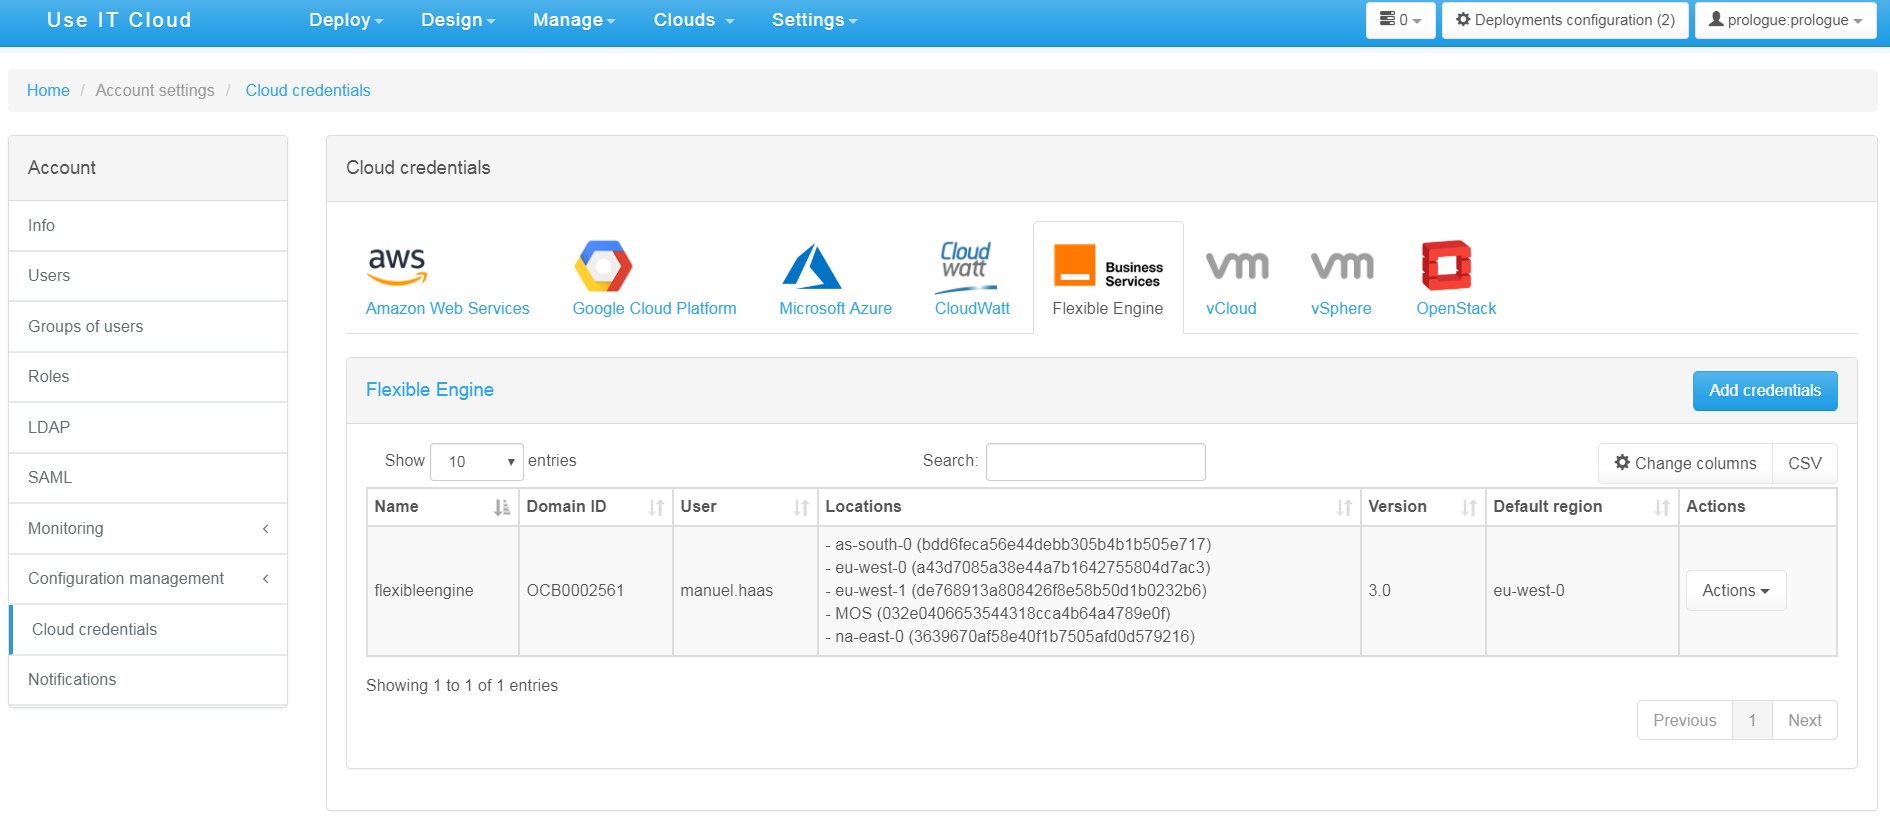 Use IT Cloud
Deploy
Design
Manage
Clouds
Settings
0
Deployments configuration (2)
prologue:prologue
Home / Account settings / Cloud credentials
Account
Info
Users
Groups of users
Roles
LDAP
SAML
Monitoring
Configuration management
Cloud credentials
Notifications
Cloud credentials
aws
Amazon Web Services
Google Cloud Platform
Microsoft Azure
Cloud
watt
CloudWatt
Business
Services
Flexible Engine
vm
vCloud
vm
vSphere
OpenStack
Flexible Engine
Add credentials
Show 10 entries
Search:
Change columns
CSV
Name
Domain ID
User
Locations
Version
Default region
Actions
flexibleengine
OCB0002561
manuel.haas
- as-south-0 (bdd6feca56e44debb305b4b1b505e717)
- eu-west-0 (a43d7085a38e44a7b1642755804d7ac3)
- eu-west-1 (de768913a808426f8e58b50d1b0232b6)
- MOS (032e0406653544318cca4b64a4789e0f)
- na-east-0 (3639670af58e40f1b7505afd0d579216)
3.0
eu-west-0
Actions
Showing 1 to 1 of 1 entries
Previous
1
Next